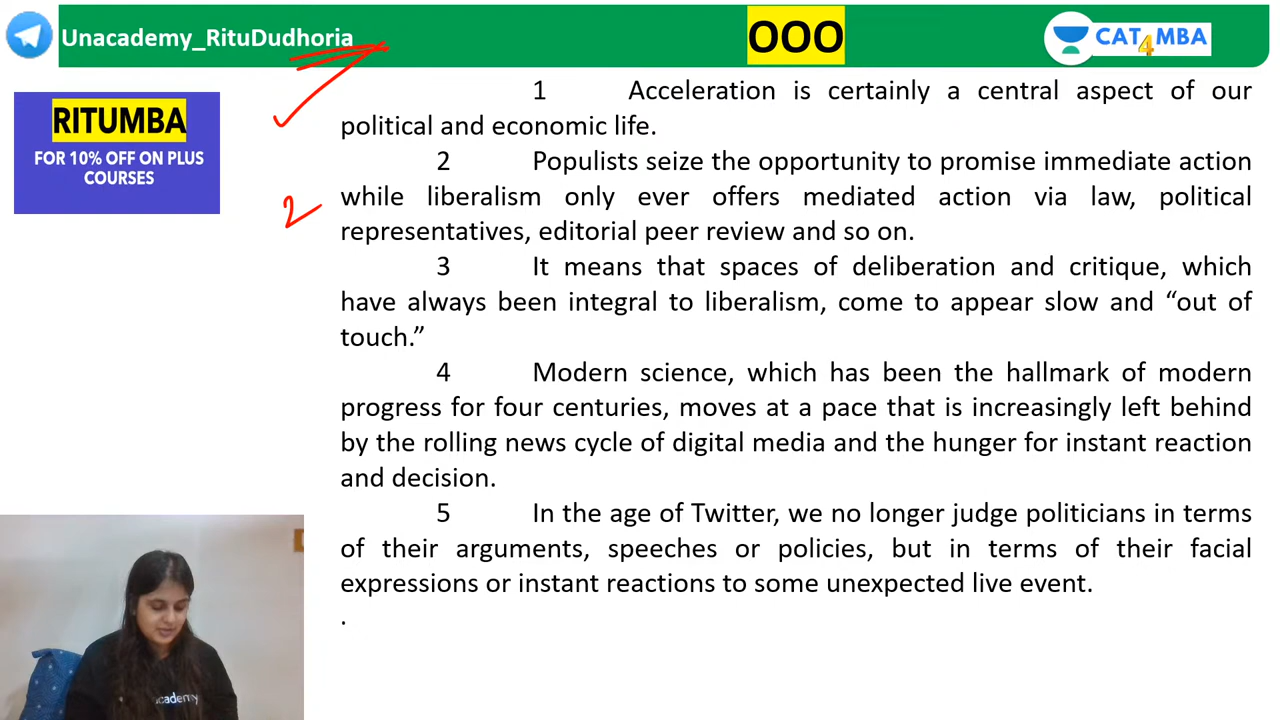 Unacademy_RituDudhoria
OOO
CAT4MBA
RITUMBA
FOR 10% OFF ON PLUS
COURSES
1 Acceleration is certainly a central aspect of our
political and economic life.
2 Populists seize the opportunity to promise immediate action
2
while liberalism only ever offers mediated action via law, political
representatives, editorial peer review and so on.
3 It means that spaces of deliberation and critique, which
have always been integral to liberalism, come to appear slow and “out of
touch.”
4 Modern science, which has been the hallmark of modern
progress for four centuries, moves at a pace that is increasingly left behind
by the rolling news cycle of digital media and the hunger for instant reaction
and decision.
5 In the age of Twitter, we no longer judge politicians in terms
of their arguments, speeches or policies, but in terms of their facial
expressions or instant reactions to some unexpected live event.
.
unacademy